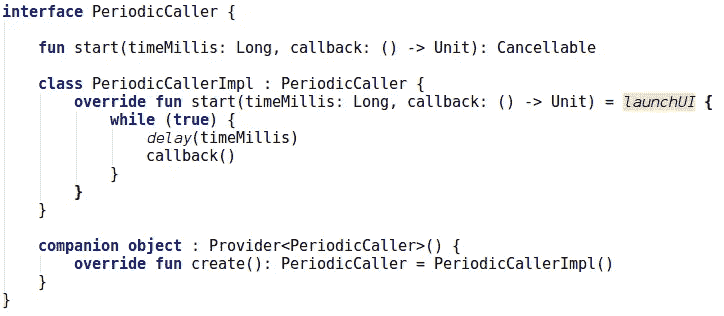 interface PeriodicCaller {
fun start(timeMillis: Long, callback: () -> Unit): Cancellable
class PeriodicCallerImpl : PeriodicCaller {
override fun start(timeMillis: Long, callback: () -> Unit) = launchUI {
while (true) {
delay(timeMillis)
callback()
}
}
}
companion object : Provider<PeriodicCaller>() {
override fun create(): PeriodicCaller = PeriodicCallerImpl()
}
}